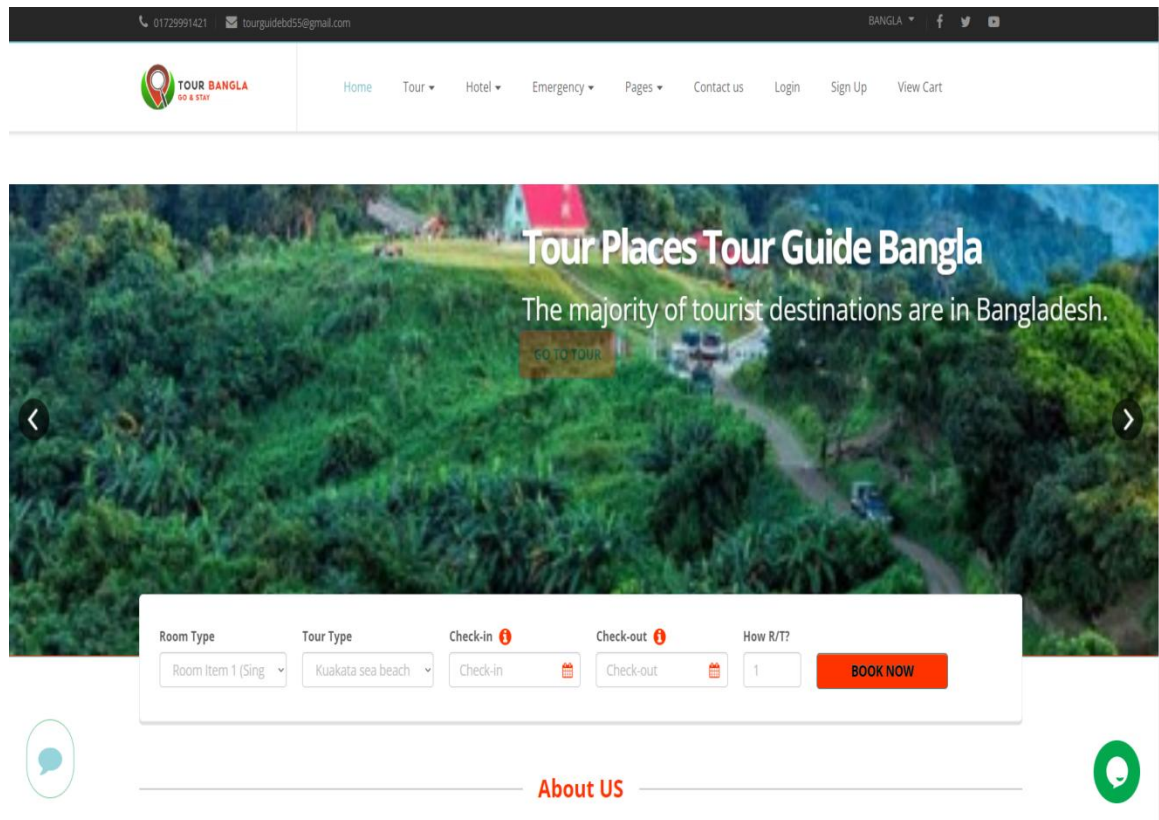 01729991421 tourguidebd55@gmail.com BANGLA
TOUR BANGLA
GO & STAY
Home Tour Hotel Emergency Pages Contact us Login Sign Up View Cart
Tour Places Tour Guide Bangla
The majority of tourist destinations are in Bangladesh.
GO TO TOUR
Room Type Tour Type Check-in Check-out How R/T?
Room Item 1 (Sing Kuakata sea beach Check-in Check-out 1 BOOK NOW
About US